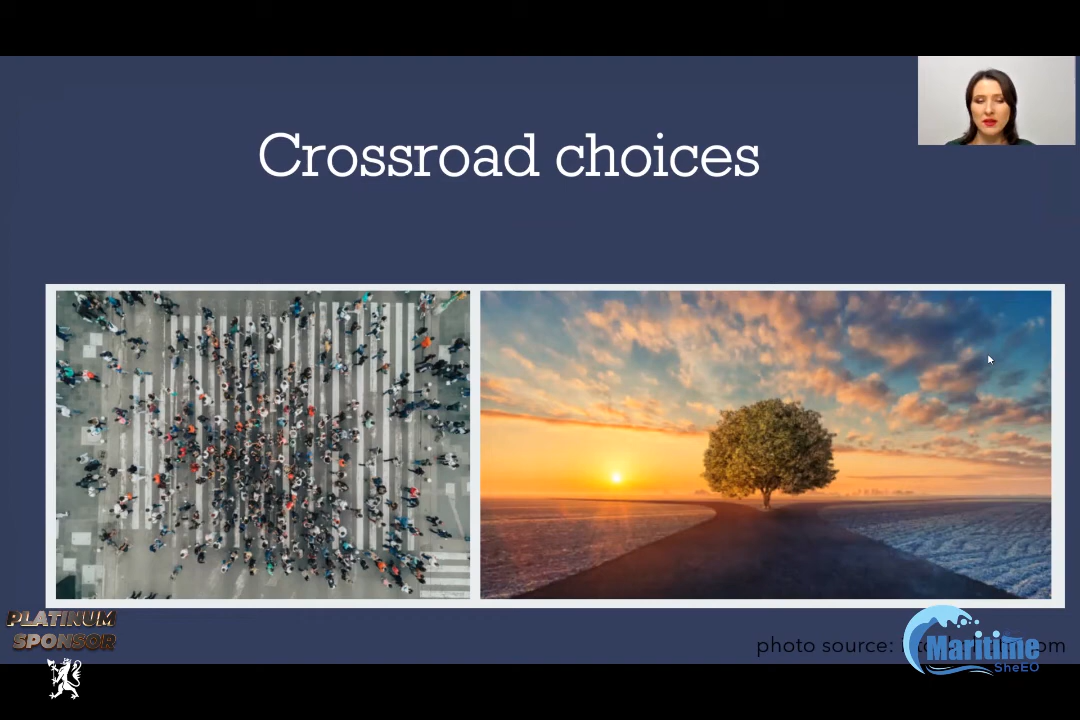 Crossroad choices
PLATINUM
SPONSOR
photo source:
Maritime
SheEO